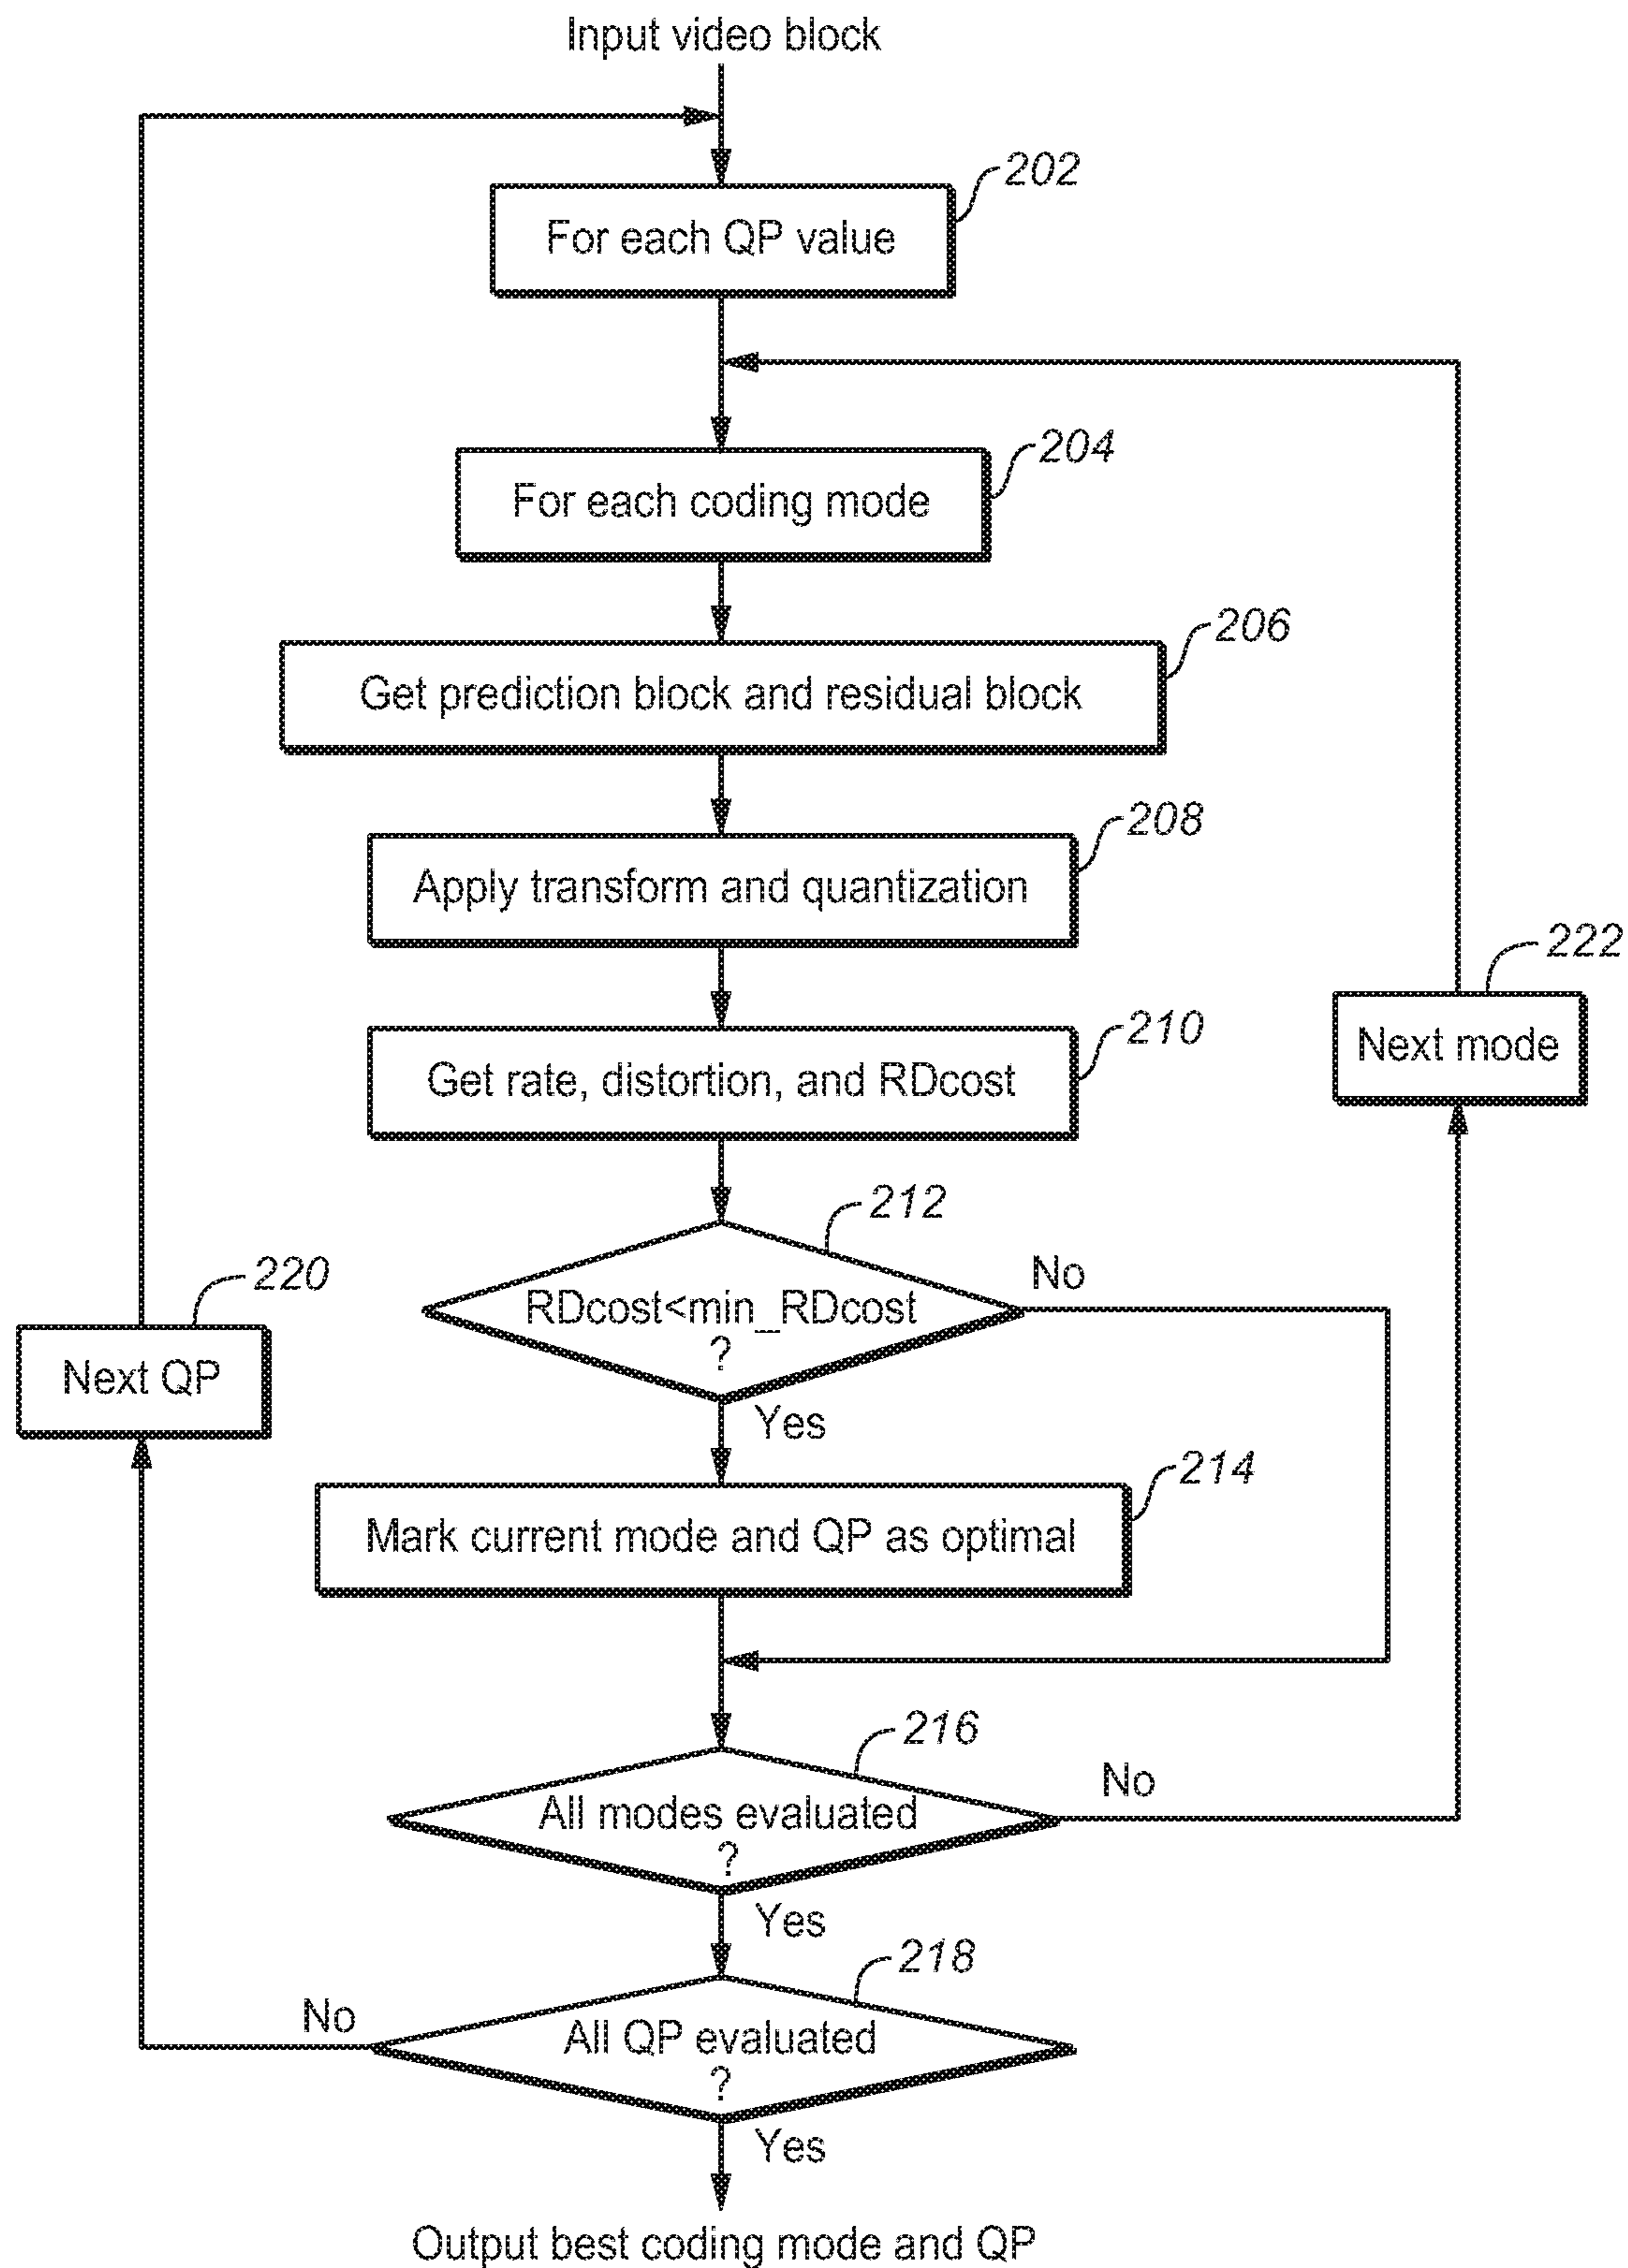 Input video block
202
For each QP value
204
For each coding mode
206
Get prediction block and residual block
208
Apply transform and quantization
222
Next mode
210
Get rate, distortion, and RDcost
212
No
RDcost<min_RDcost
?
Yes
220
Next QP
214
Mark current mode and QP as optimal
216
No
All modes evaluated
?
Yes
218
No
All QP evaluated
?
Yes
Output best coding mode and QP